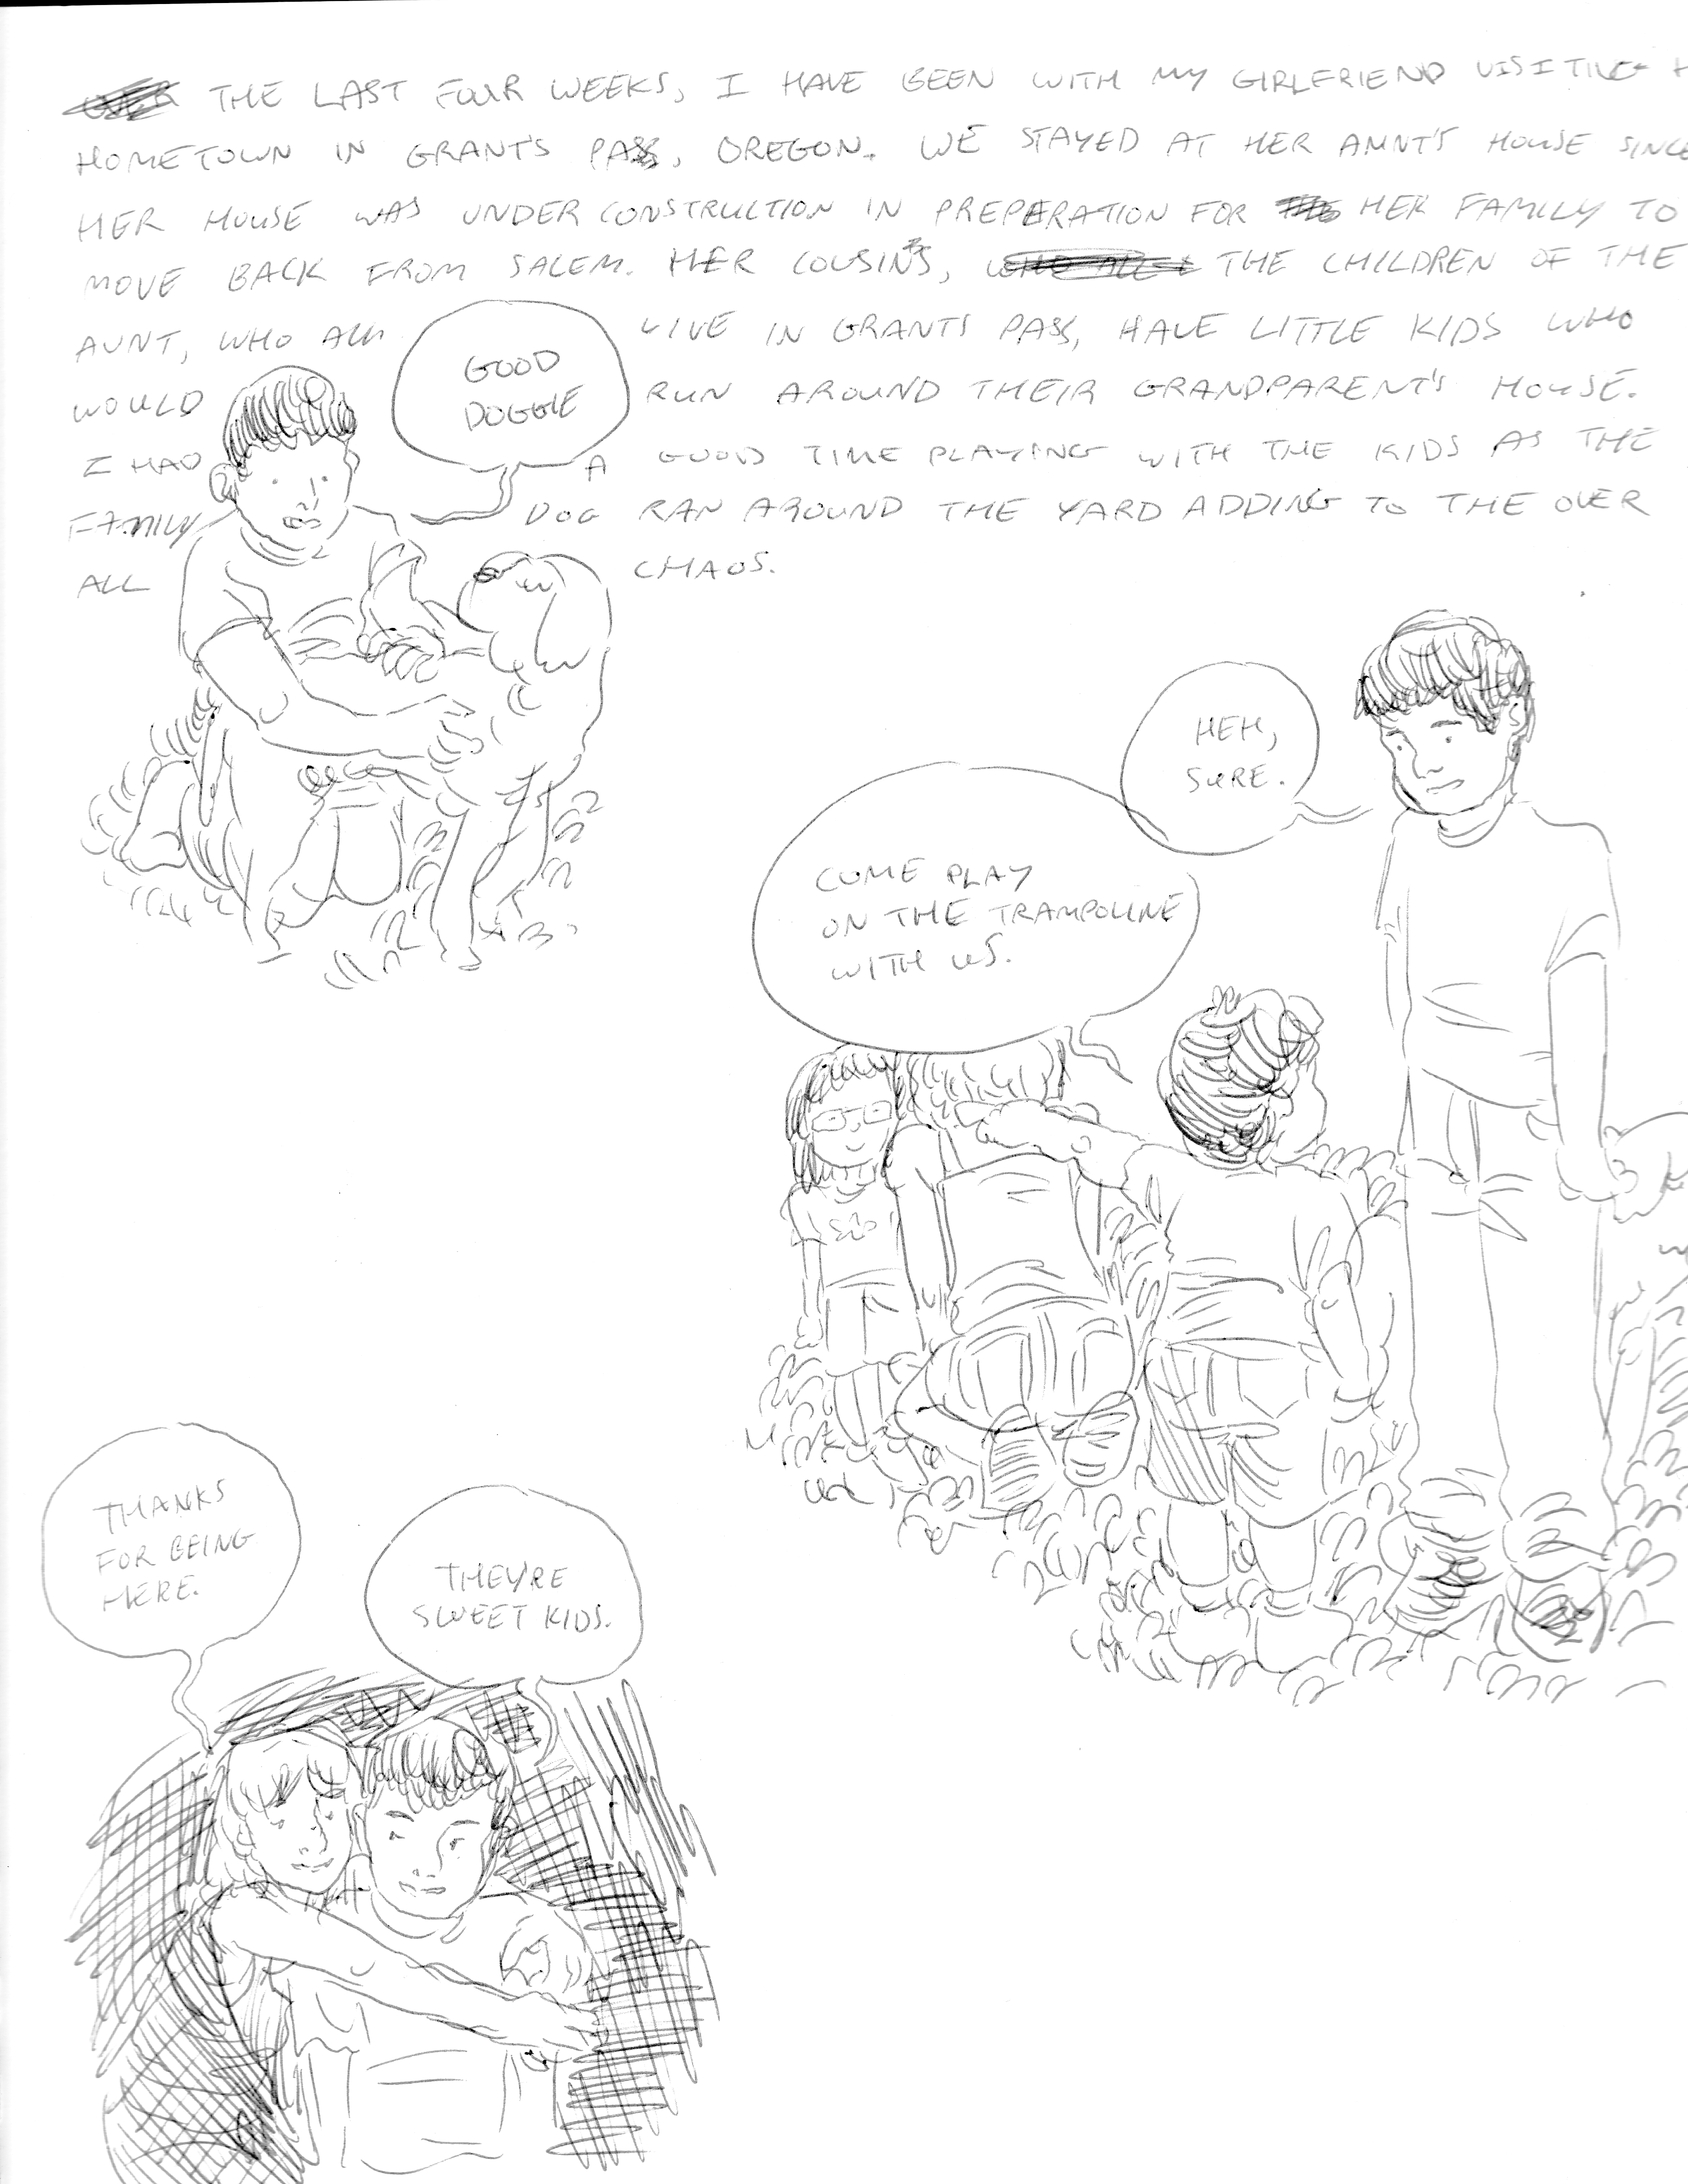 THE LAST FOUR WEEKS, I HAVE BEEN WITH MY GIRLFRIEND VISITING H
HOMETOWN IN GRANT'S PASS, OREGON. WE STAYED AT HER AUNT'S HOUSE SINCE
HER HOUSE WAS UNDER CONSTRUCTION IN PREPERATION FOR HER FAMILY TO
MOVE BACK FROM SALEM. HER COUSINS, THE CHILDREN OF THE
AUNT, WHO ALL LIVE IN GRANTS PASS, HAVE LITTLE KIDS WHO
WOULD RUN AROUND THEIR GRANDPARENT'S HOUSE.
I HAD A GOOD TIME PLAYING WITH THE KIDS AS THE
FAMILY DOG RAN AROUND THE YARD ADDING TO THE OVER
ALL CHAOS.
GOOD
DOGGIE
HEH,
SURE.
COME PLAY
ON THE TRAMPOLINE
WITH US.
THANKS
FOR BEING
HERE.
THEY'RE
SWEET KIDS.